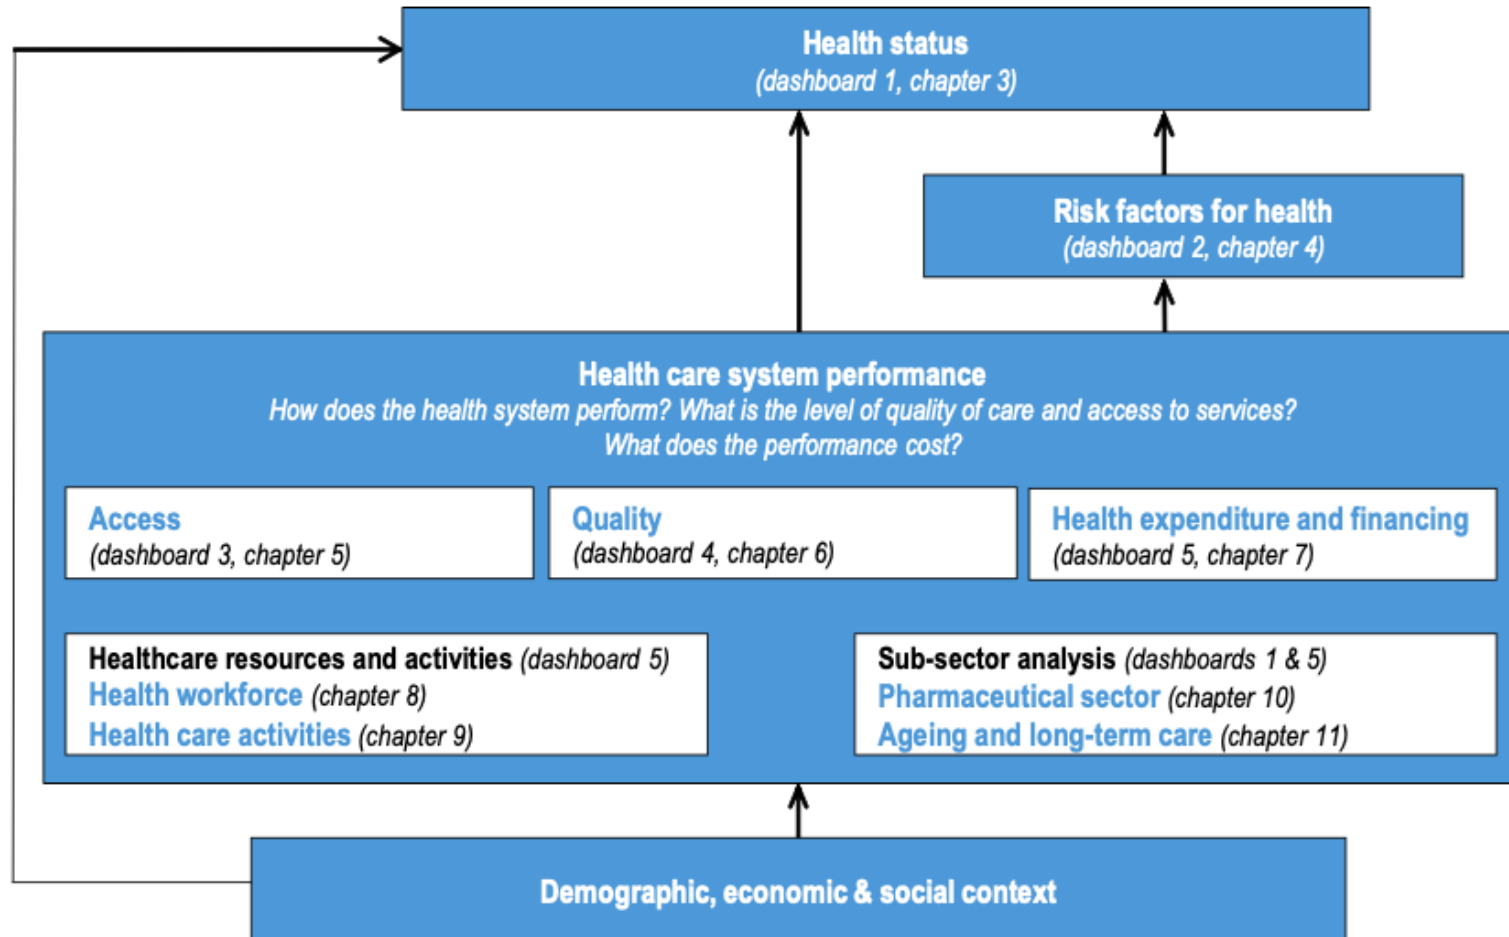 Health status
(dashboard 1, chapter 3)
Risk factors for health
(dashboard 2, chapter 4)
Health care system performance
How does the health system perform? What is the level of quality of care and access to services?
What does the performance cost?
Access
(dashboard 3, chapter 5)
Quality
(dashboard 4, chapter 6)
Health expenditure and financing
(dashboard 5, chapter 7)
Healthcare resources and activities (dashboard 5)
Health workforce (chapter 8)
Health care activities (chapter 9)
Sub-sector analysis (dashboards 1 & 5)
Pharmaceutical sector (chapter 10)
Ageing and long-term care (chapter 11)
Demographic, economic & social context